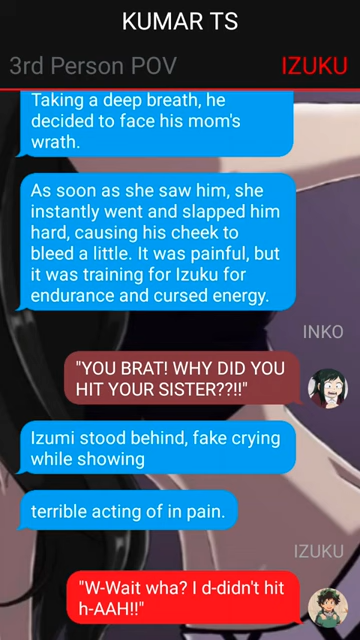 KUMAR TS
3rd Person POV
IZUKU
Taking a deep breath, he
decided to face his mom's
wrath.
As soon as she saw him, she
instantly went and slapped him
hard, causing his cheek to
bleed a little. It was painful, but
it was training for Izuku for
endurance and cursed energy.
INKO
"YOU BRAT! WHY DID YOU
HIT YOUR SISTER??!!"
Izumi stood behind, fake crying
while showing
terrible acting of in pain.
IZUKU
"W-Wait wha? I d-didn't hit
h-AAH!!"